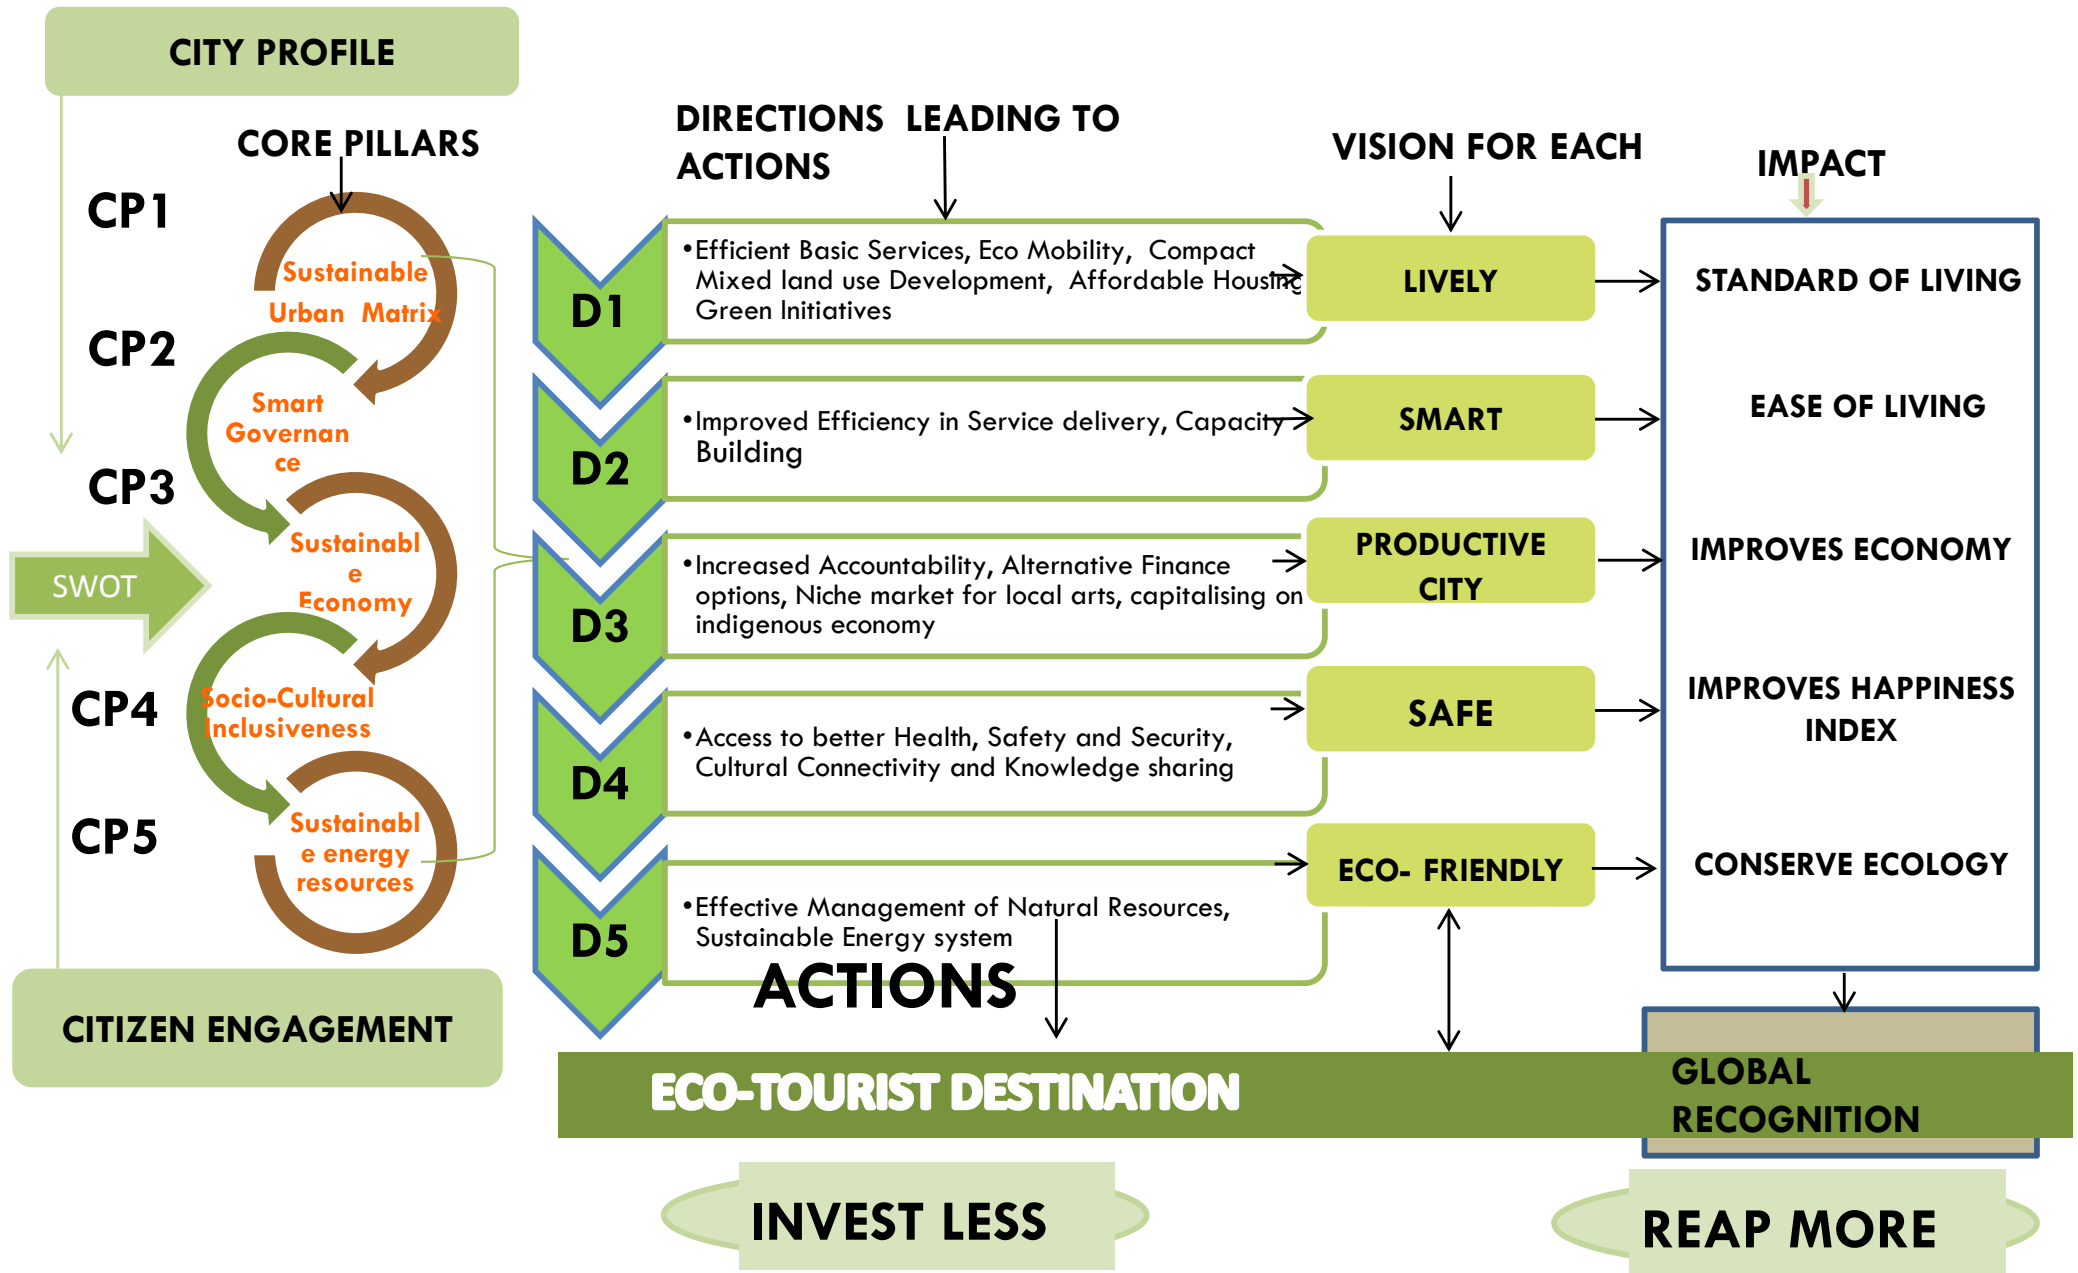 CITY PROFILE
CORE PILLARS
CP1
CP2
CP3
CP4
CP5
SWOT
Sustainable
Urban Matrix
Smart
Governan
ce
Sustainabl
e
Economy
Socio-Cultural
Inclusiveness
Sustainabl
e energy
resources
CITIZEN ENGAGEMENT
DIRECTIONS LEADING TO
ACTIONS
D1
•Efficient Basic Services, Eco Mobility, Compact
Mixed land use Development, Affordable Housing
Green Initiatives
D2
•Improved Efficiency in Service delivery, Capacity
Building
D3
•Increased Accountability, Alternative Finance
options, Niche market for local arts, capitalising on
indigenous economy
D4
•Access to better Health, Safety and Security,
Cultural Connectivity and Knowledge sharing
D5
•Effective Management of Natural Resources,
Sustainable Energy system
ACTIONS
VISION FOR EACH
LIVELY
SMART
PRODUCTIVE
CITY
SAFE
ECO- FRIENDLY
IMPACT
STANDARD OF LIVING
EASE OF LIVING
IMPROVES ECONOMY
IMPROVES HAPPINESS
INDEX
CONSERVE ECOLOGY
ECO-TOURIST DESTINATION
GLOBAL
RECOGNITION
INVEST LESS
REAP MORE